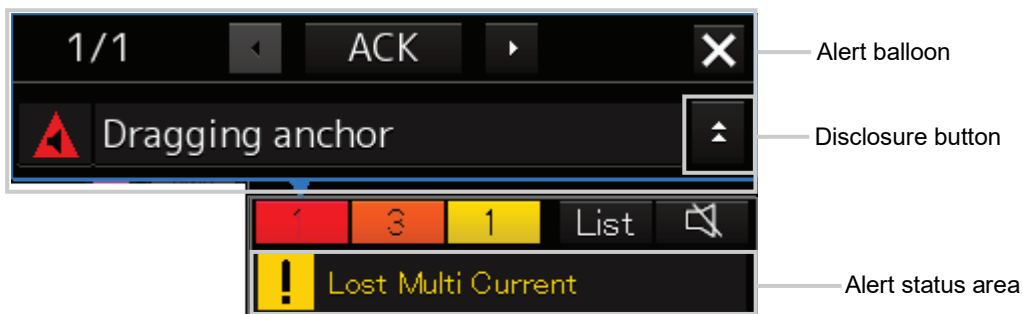 1/1 ACK
Alert balloon
Dragging anchor
Disclosure button
1 3 1 List
! Lost Multi Current
Alert status area